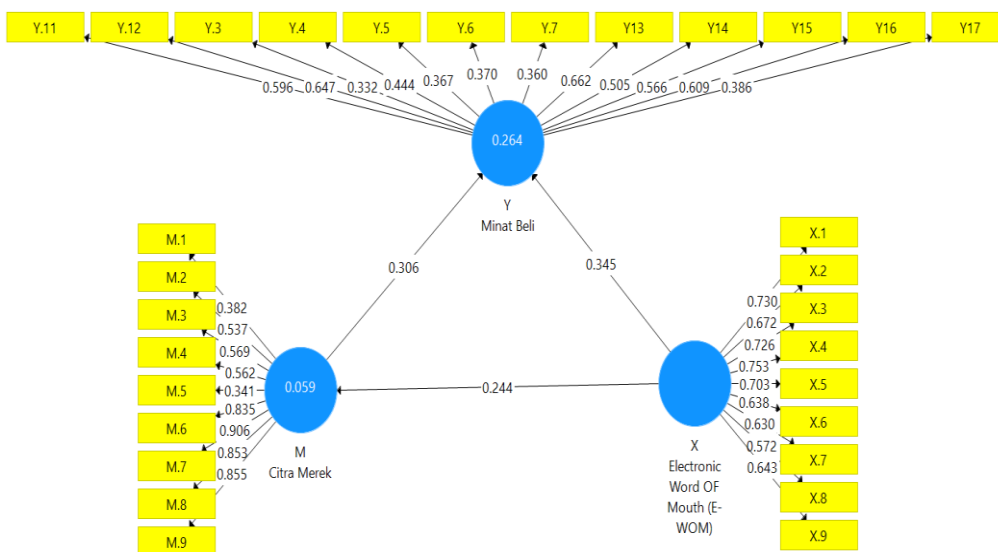 Y.11 Y.12 Y.3 Y.4 Y.5 Y.6 Y.7 Y13 Y14 Y15 Y16 Y17
0.596 0.647 0.332 0.444 0.367 0.370 0.360 0.662 0.505 0.566 0.609 0.386
0.264
Y
Minat Beli
0.306
0.345
0.244
M.1
M.2
M.3
M.4
M.5
M.6
M.7
M.8
M.9
0.382
0.537
0.569
0.562
0.341
0.835
0.906
0.853
0.855
0.059
M
Citra Merek
X
Electronic
Word OF
Mouth (E-
WOM)
0.730
0.672
0.726
0.753
0.703
0.638
0.630
0.572
0.643
X.1
X.2
X.3
X.4
X.5
X.6
X.7
X.8
X.9